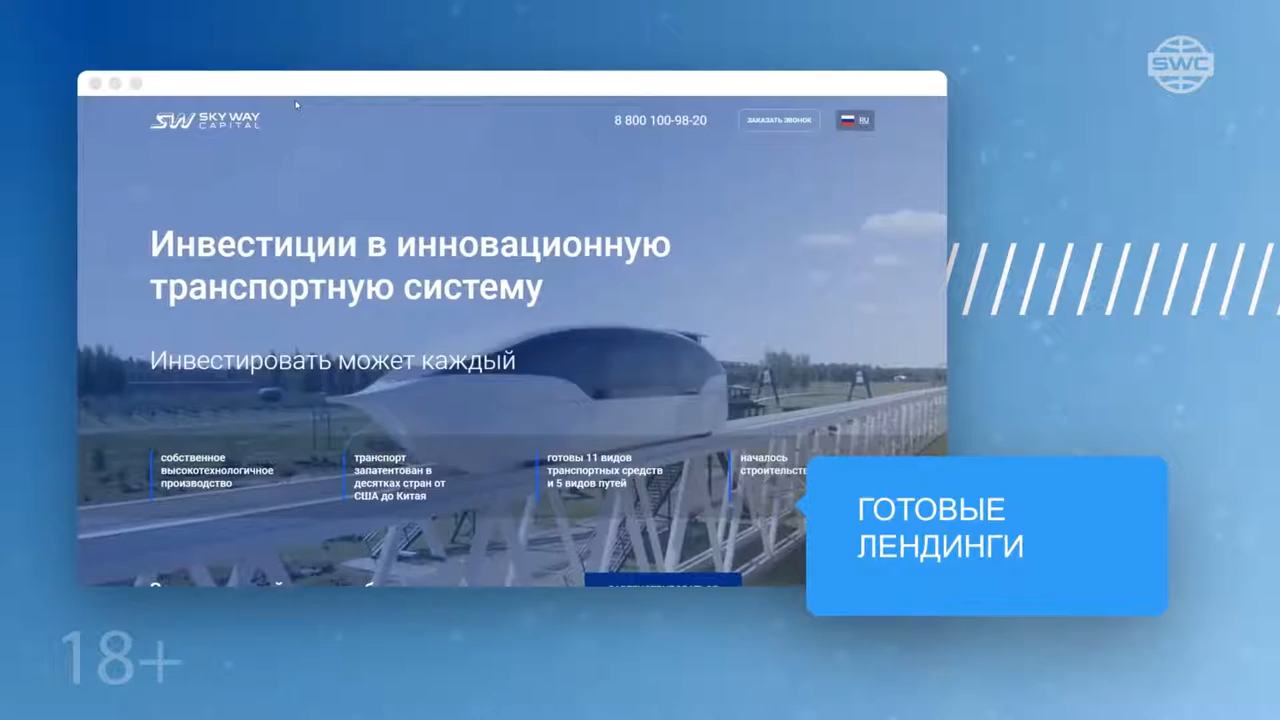 SWC
SW SKY WAY
CAPITAL
8 800 100-98-20
ЗАКАЗАТЬ ЗВОНОК
RU
Инвестиции в инновационную
транспортную систему
Инвестировать может каждый
собственное
высокотехнологичное
производство
транспорт
запатентован в
десятках стран от
США до Китая
готовы 11 видов
транспортных средств
и 5 видов путей
началось
ГОТОВЫЕ
ЛЕНДИНГИ
18+